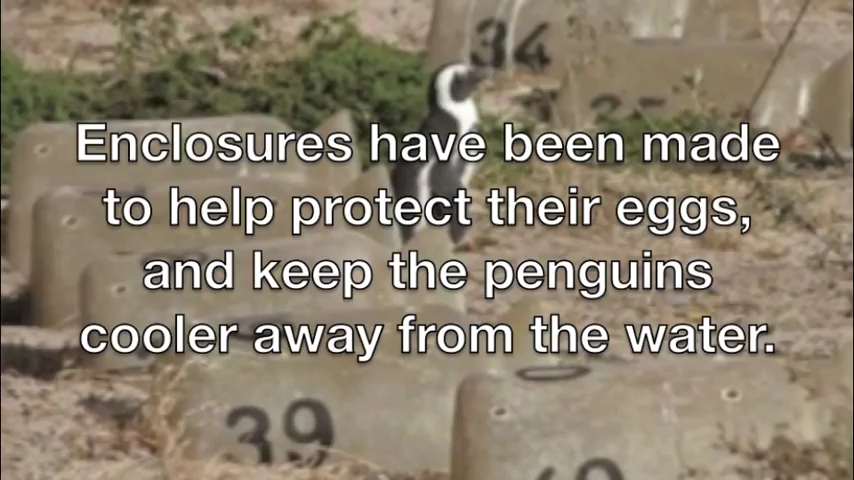 34
Enclosures have been made
to help protect their eggs,
and keep the penguins
cooler away from the water.
39